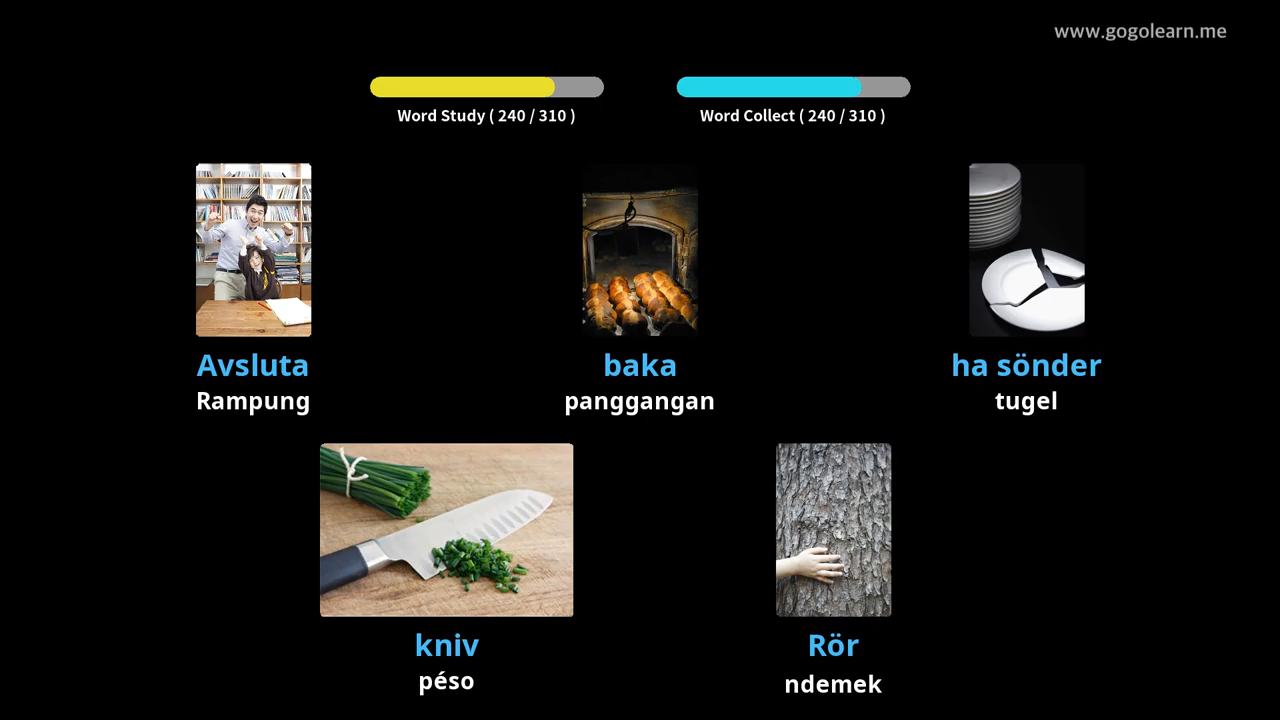 www.gogolearn.me
Word Study ( 240 / 310 )
Word Collect ( 240 / 310 )
Avsluta
Rampung
baka
panggangan
ha sönder
tugel
kniv
péso
Rör
ndemek